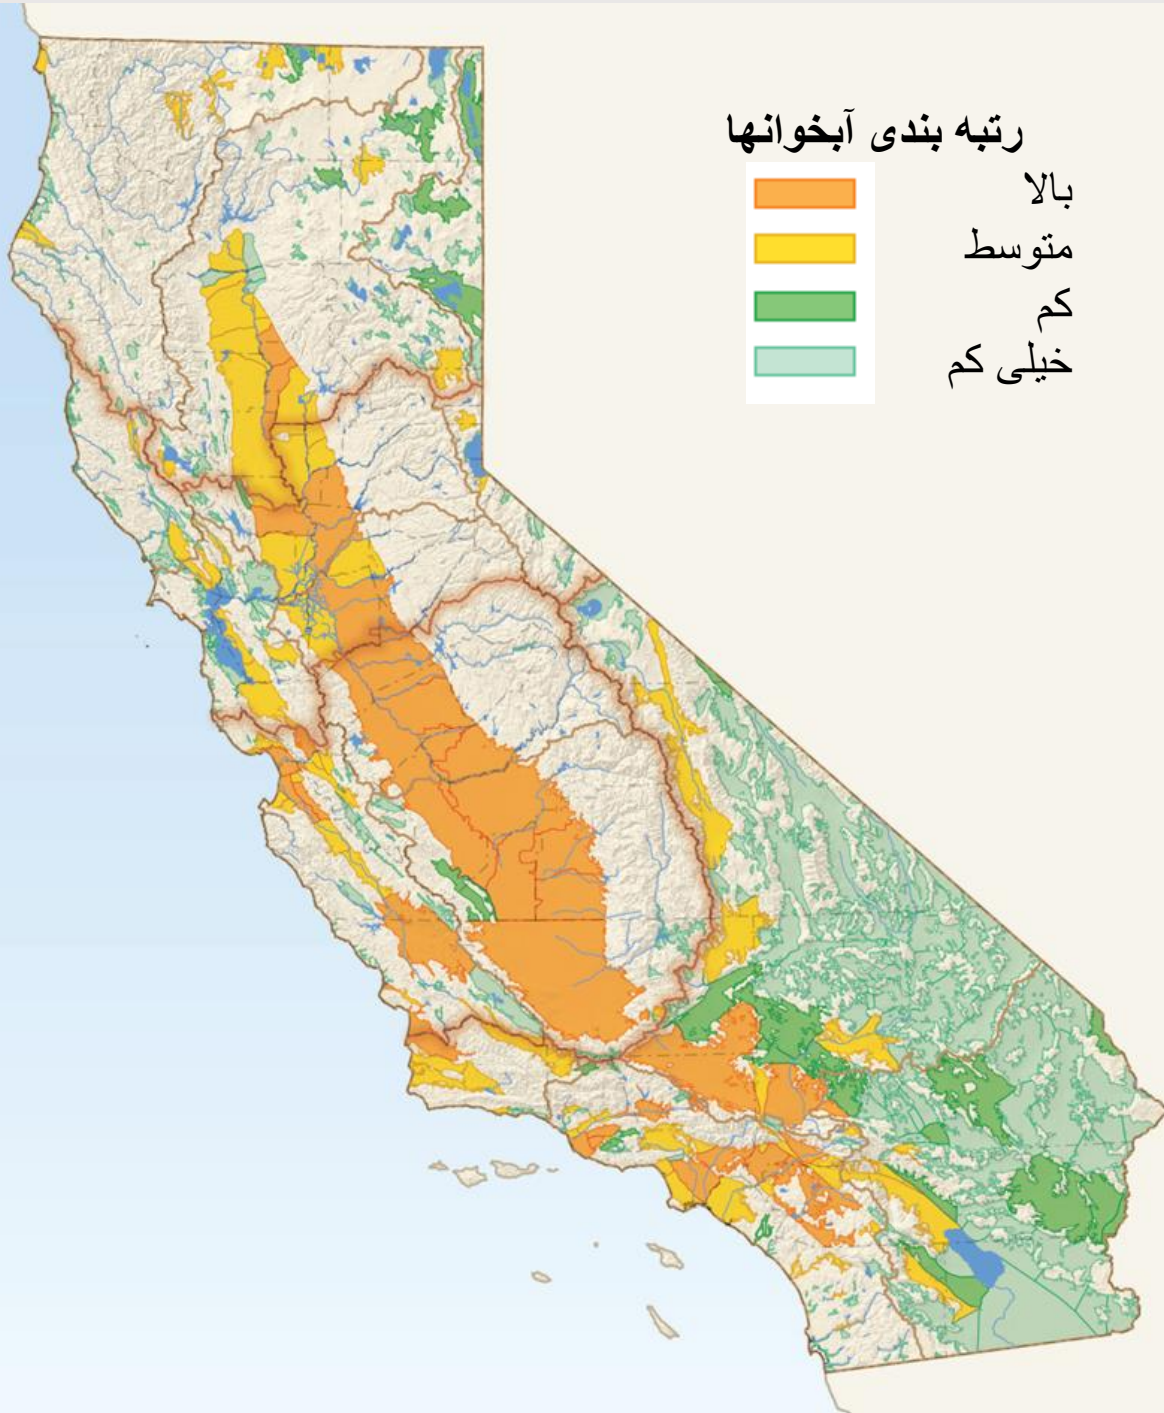 رتبه بندی آبخوانها
بالا
متوسط
کم
خیلی کم